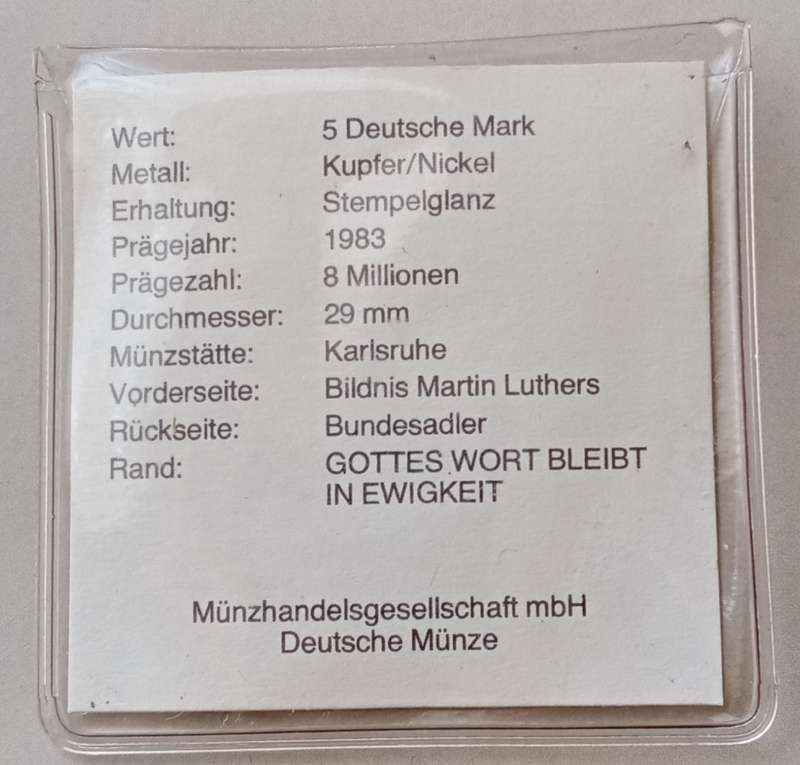 Wert: 5 Deutsche Mark
Metall: Kupfer/Nickel
Erhaltung: Stempelglanz
Prägejahr: 1983
Prägezahl: 8 Millionen
Durchmesser: 29 mm
Münzstätte: Karlsruhe
Vorderseite: Bildnis Martin Luthers
Rückseite: Bundesadler
Rand: GOTTES WORT BLEIBT
IN EWIGKEIT
Münzhandelsgesellschaft mbH
Deutsche Münze